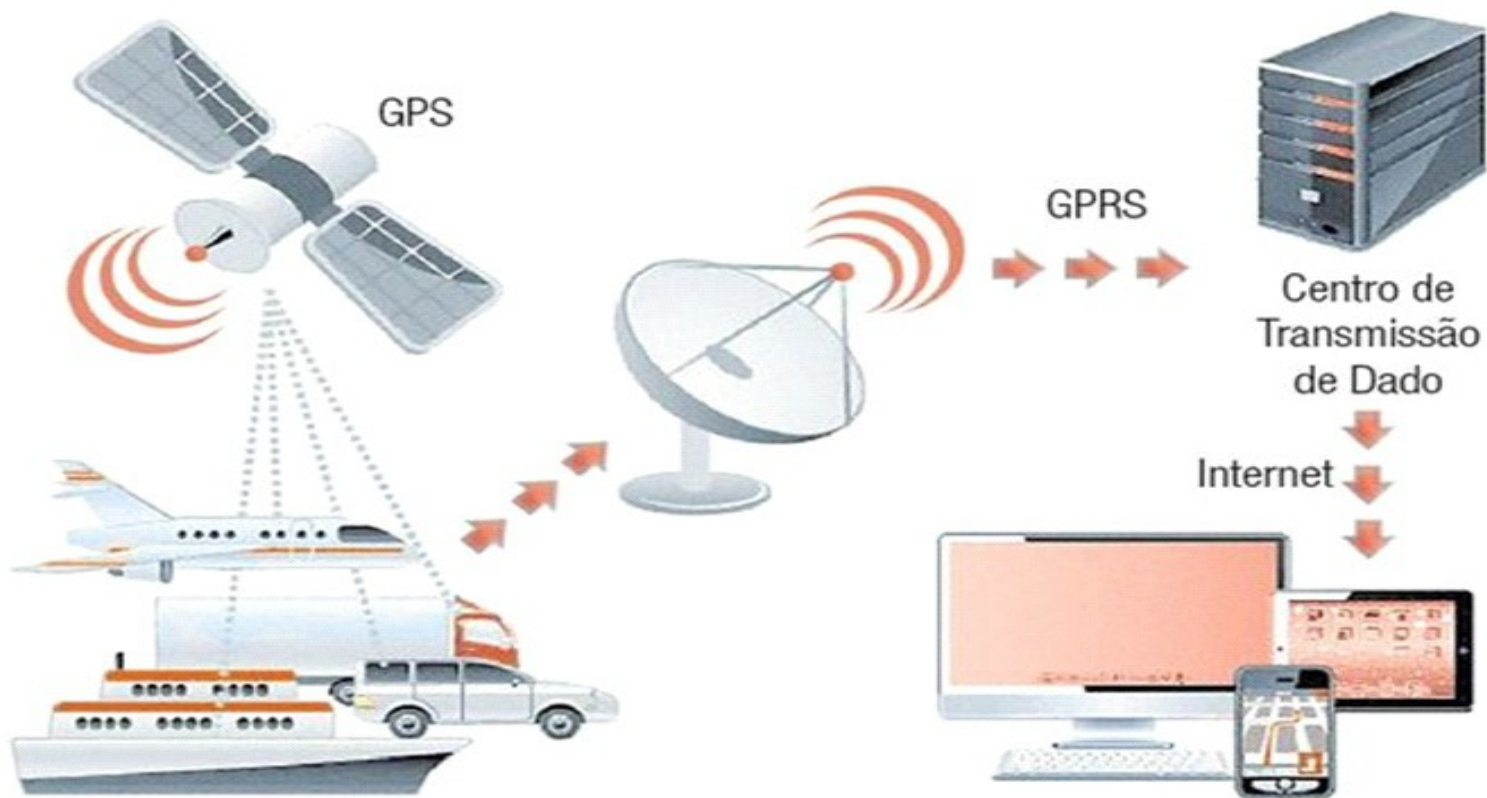 GPS
GPRS
Centro de
Transmissão
de Dado
Internet